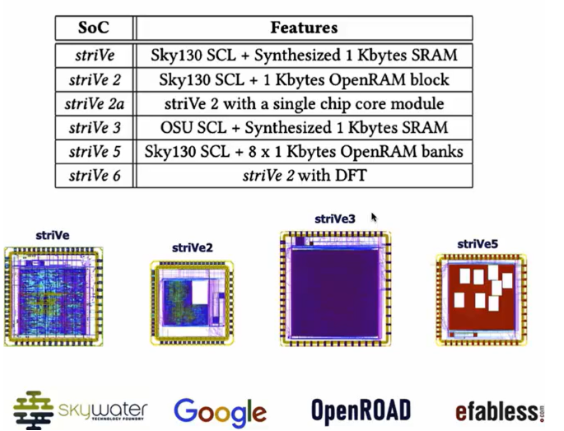 SoC Features
striVe Sky130 SCL + Synthesized 1 Kbytes SRAM
striVe 2 Sky130 SCL + 1 Kbytes OpenRAM block
striVe 2a striVe 2 with a single chip core module
striVe 3 OSU SCL + Synthesized 1 Kbytes SRAM
striVe 5 Sky130 SCL + 8 x 1 Kbytes OpenRAM banks
striVe 6 striVe 2 with DFT
striVe striVe2 striVe3 striVe5
skywater Google OpenROAD efabless.com
TECHNOLOGY FOUNDRY